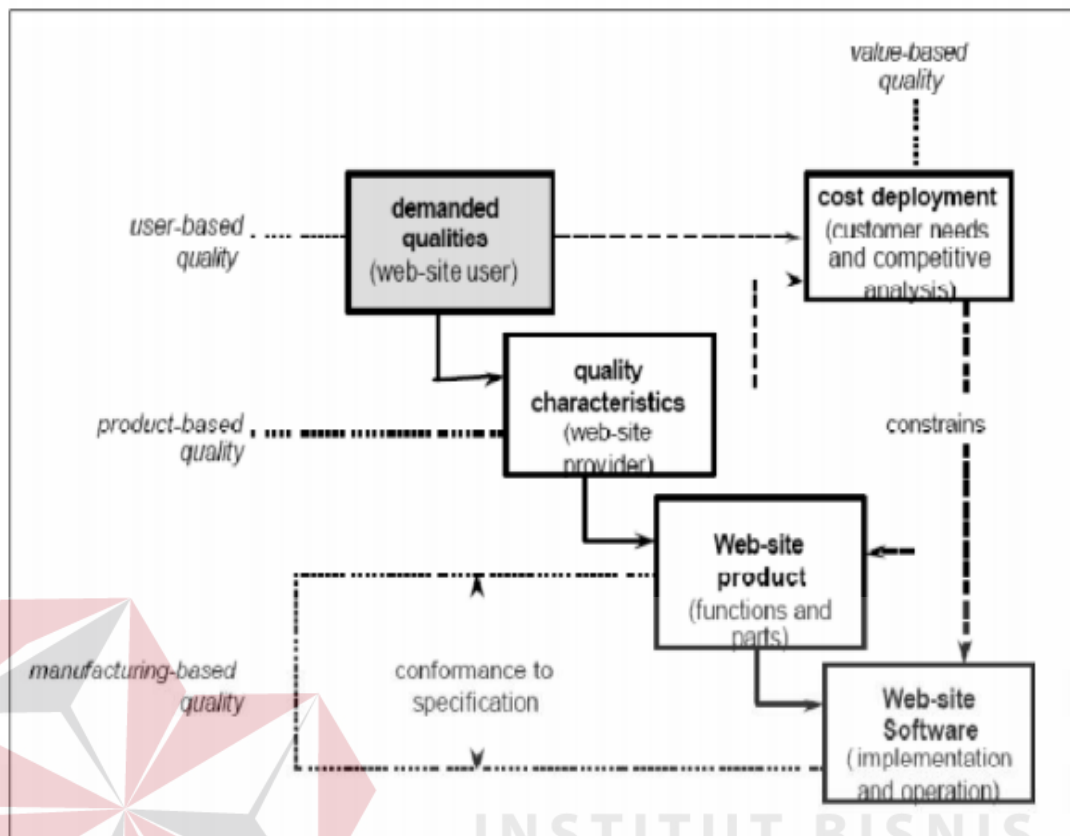 value-based
quality
demanded
qualities
(web-site user)
cost deployment
(customer needs
and competitive
analysis)
user-based
quality
quality
characteristics
(web-site
provider)
product-based
quality
constrains
Web-site
product
(functions and
parts)
manufacturing-based
quality
conformance to
specification
Web-site
Software
(implementation
and operation)
INSTITUT BISNIS